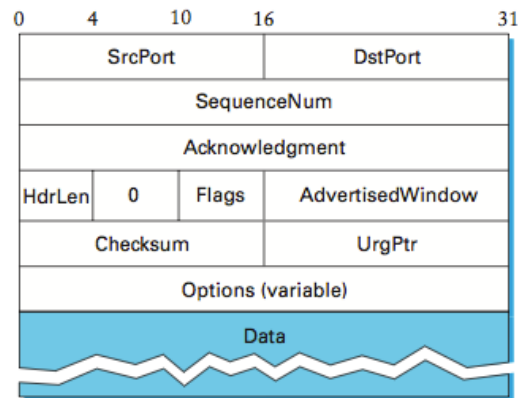 0 4 10 16 31
SrcPort DstPort
SequenceNum
Acknowledgment
HdrLen 0 Flags AdvertisedWindow
Checksum UrgPtr
Options (variable)
Data